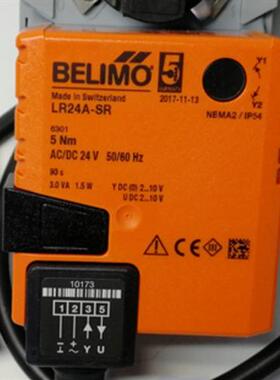 BELIMO
5
Made in Switzerland
2017-11-13
LR24A-SR
Y1
Y2
NEMA2 / IP54
6301
5 Nm
AC/DC 24 V 50/60 Hz
90 s
3.0 VA 1.5 W
Y DC (0) 2...10 V
U DC 2...10 V
CE
10173
1 2 3 5
⊥ ~ + Y U